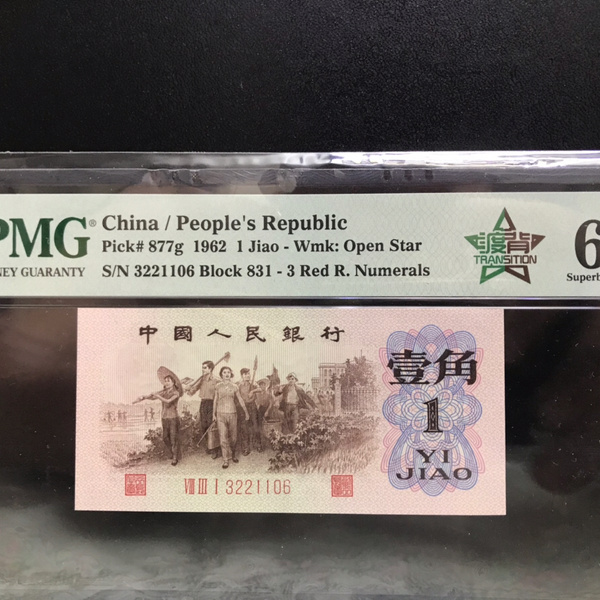 PMG®
China / People's Republic
Pick# 877g 1962 1 Jiao - Wmk: Open Star
NEY GUARANTY
S/N 3221106 Block 831 - 3 Red R. Numerals
渡背
TRANSITION
6
Superb
中國人民銀行
壹角
1
YI
JIAO
VIII III I 3221106